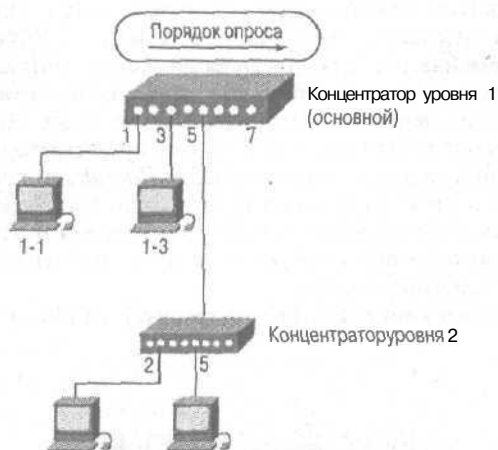 Порядок опроса
Концентратор уровня 1
(основной)
1 3 5 7
1-1 1-3
Концентраторуровня 2
2 5